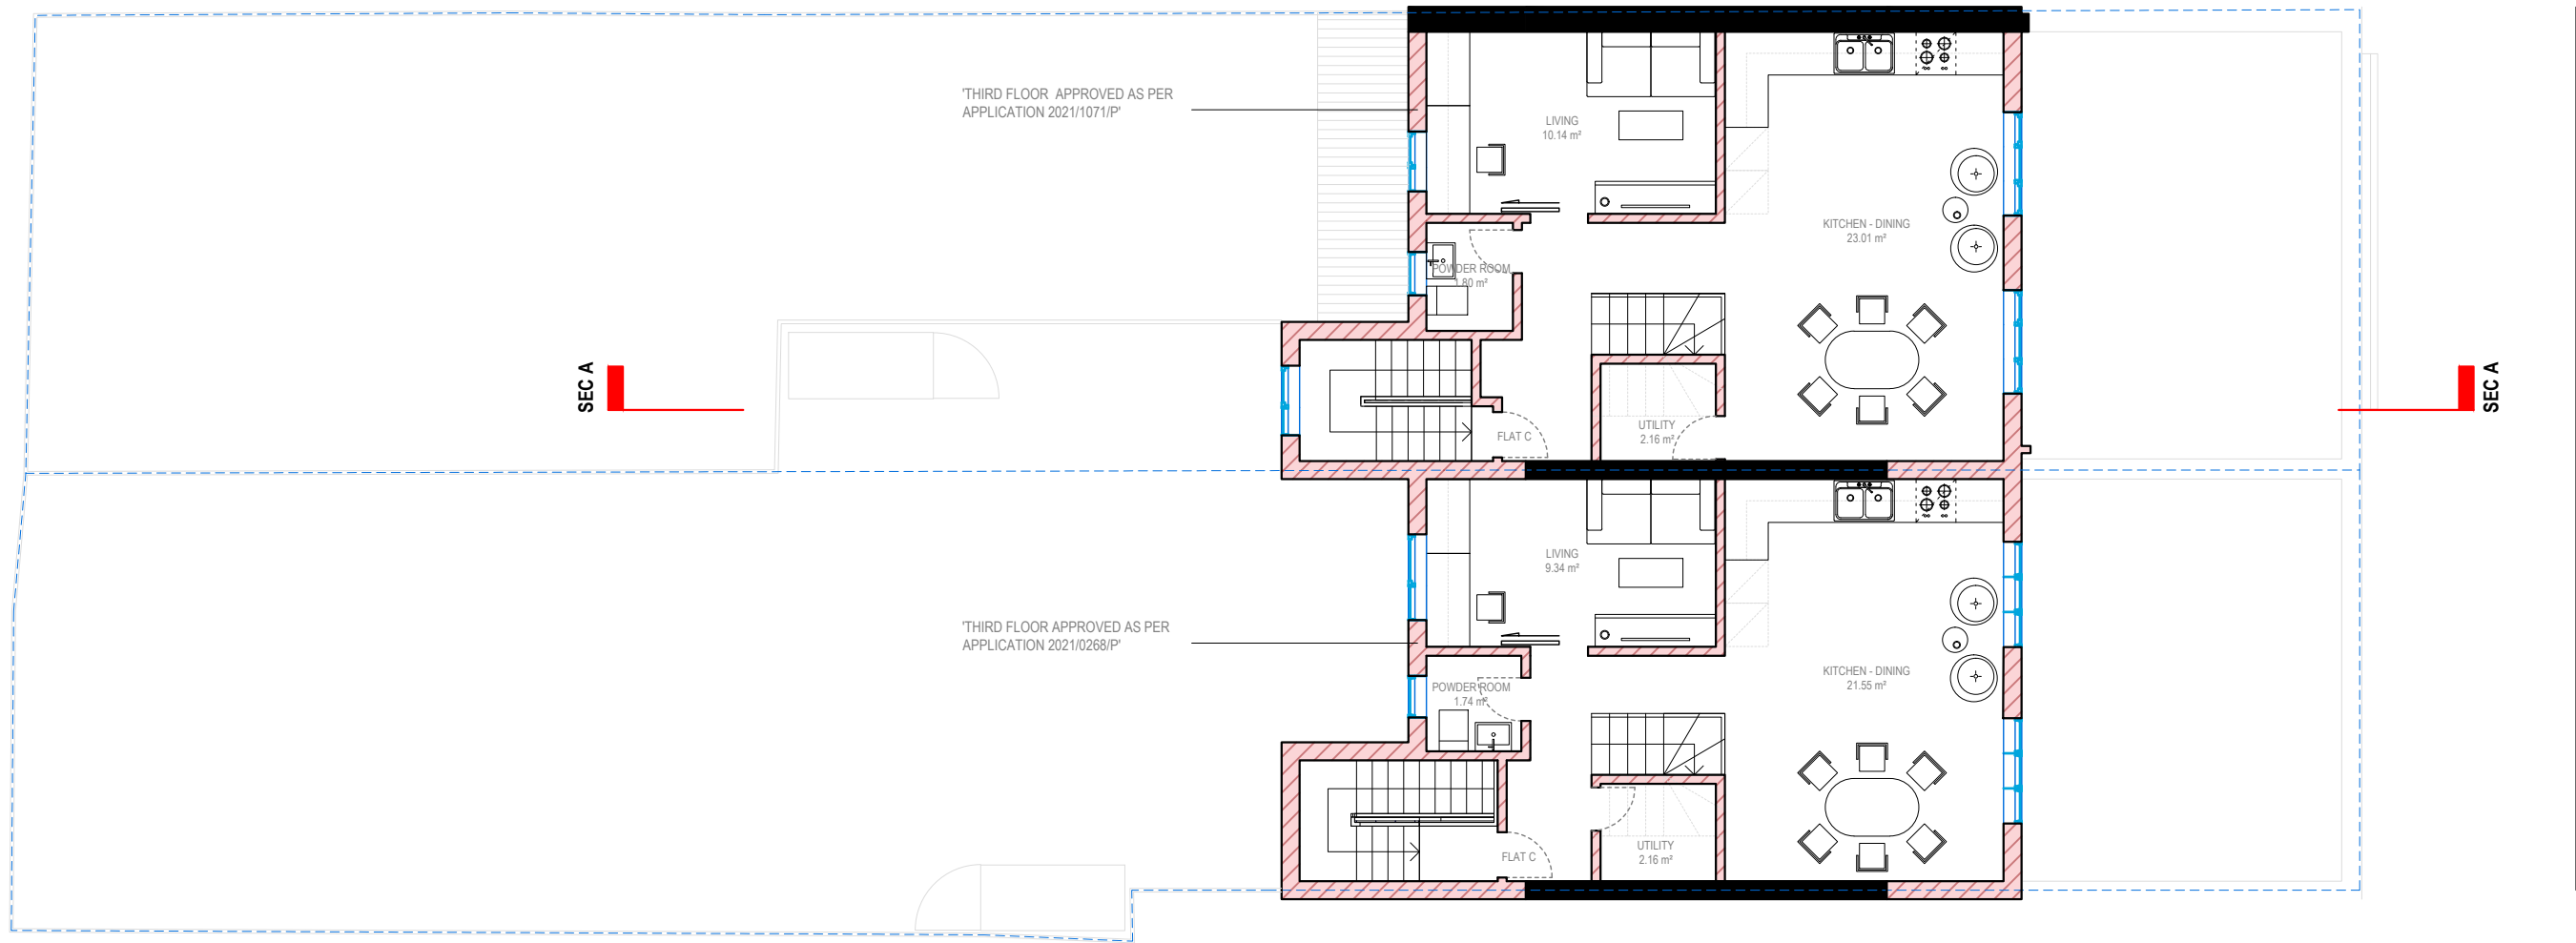 'THIRD FLOOR APPROVED AS PER
APPLICATION 2021/1071/P'
LIVING
10.14 m²
KITCHEN - DINING
23.01 m²
POWDER ROOM
1.80 m²
SEC A
SEC A
FLAT C
UTILITY
2.16 m²
LIVING
9.34 m²
'THIRD FLOOR APPROVED AS PER
APPLICATION 2021/0268/P'
KITCHEN - DINING
21.55 m²
POWDER ROOM
1.74 m²
FLAT C
UTILITY
2.16 m²